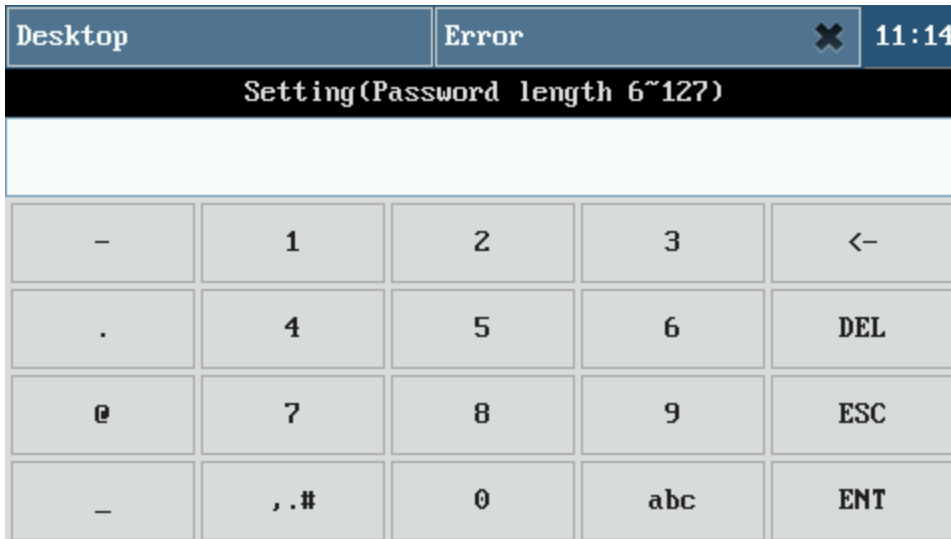 Desktop Error 11:14
Setting(Password length 6~127)
- 1 2 3 <-
. 4 5 6 DEL
@ 7 8 9 ESC
_ ,.# 0 abc ENT